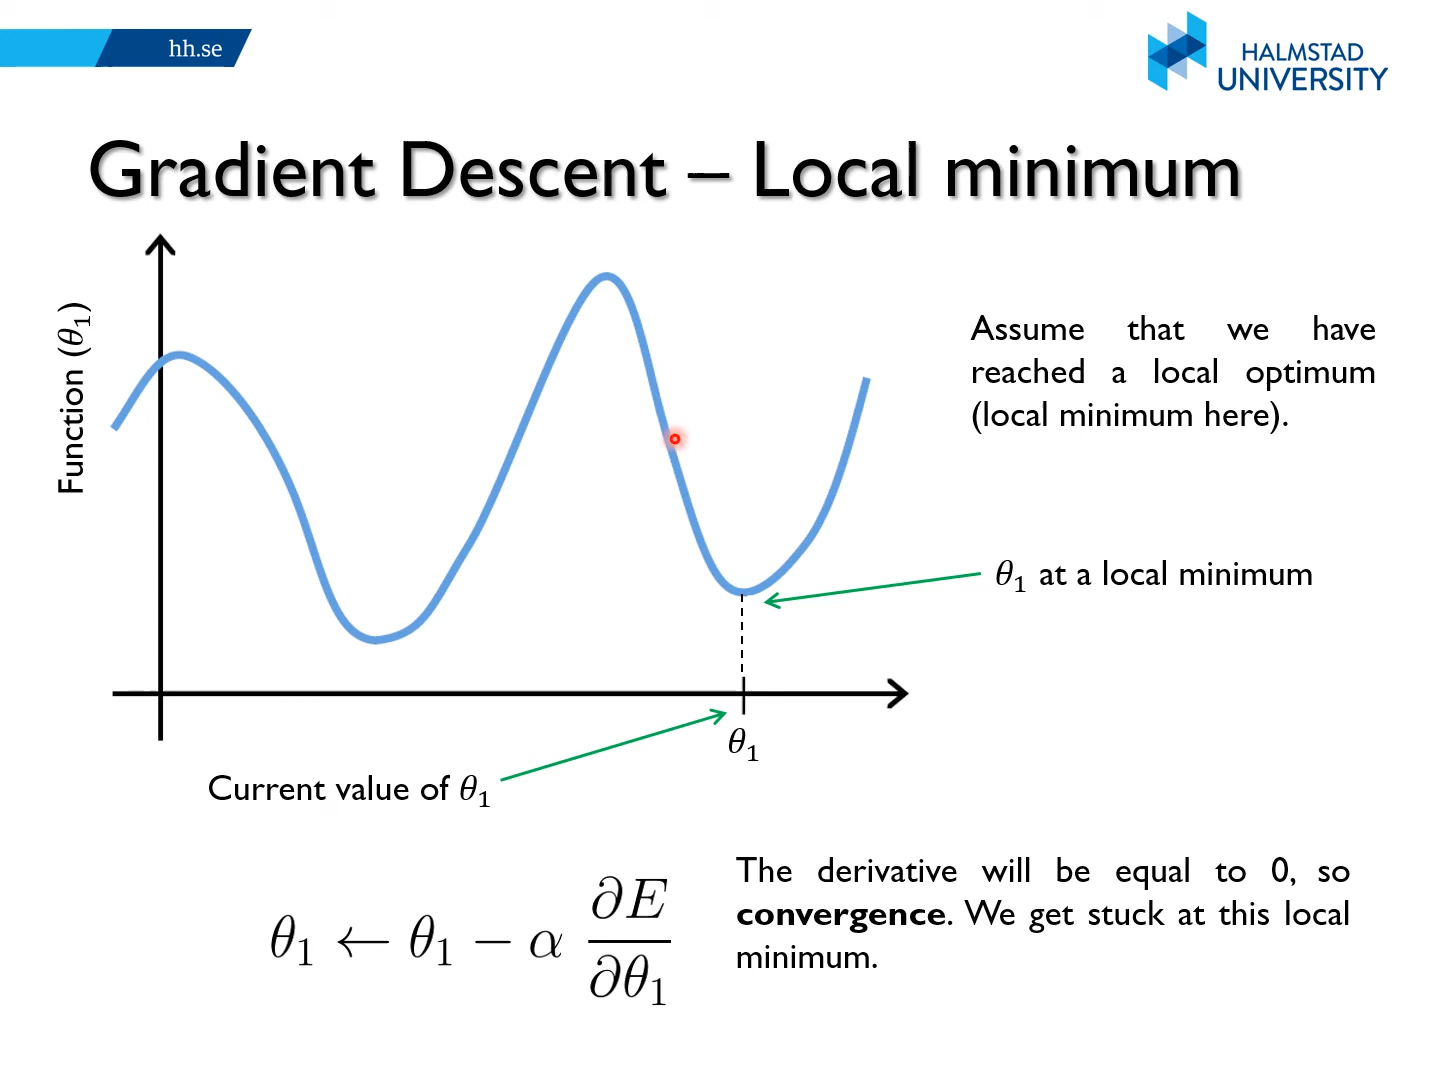 hh.se
HALMSTAD
UNIVERSITY
Gradient Descent – Local minimum
Function (θ₁)
Assume that we have
reached a local optimum
(local minimum here).
θ₁ at a local minimum
θ₁
Current value of θ₁
θ₁ ← θ₁ − α ∂E/∂θ₁
The derivative will be equal to 0, so
convergence. We get stuck at this local
minimum.